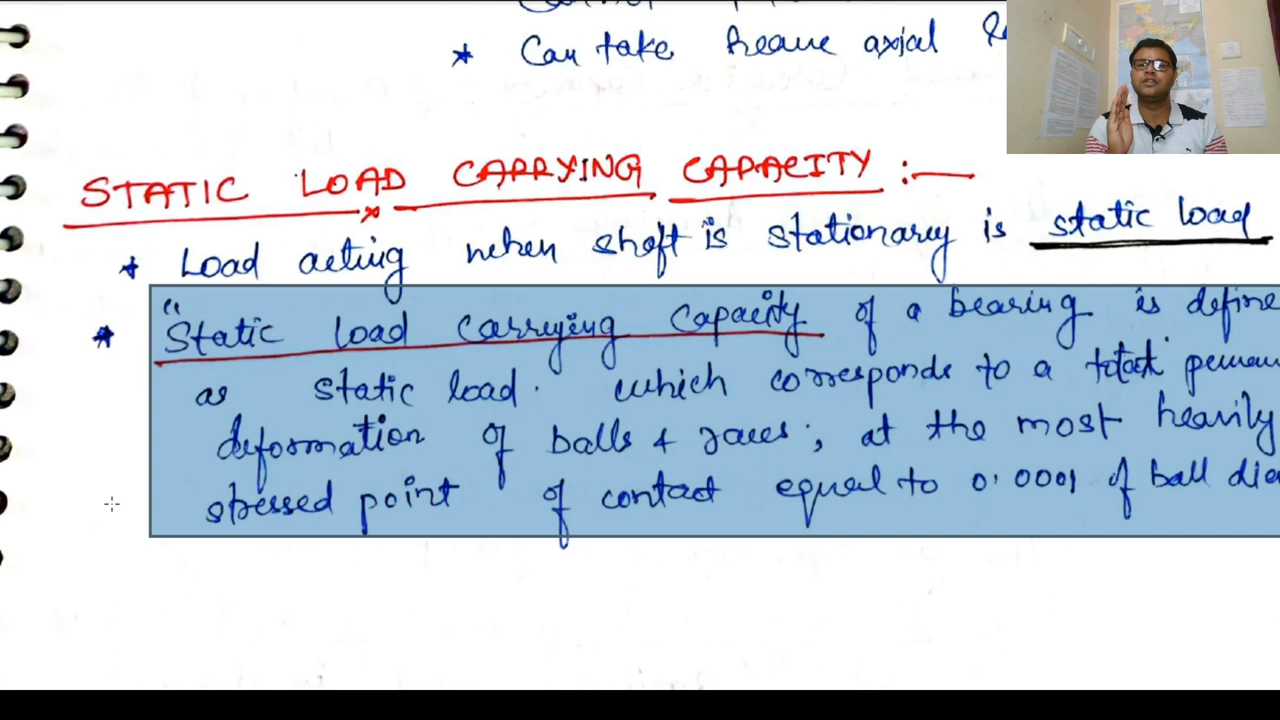 * Can take heave axial
STATIC LOAD CARRYING CAPACITY :—
* Load acting when shaft is stationary is static load
* "Static load carrying capacity of a bearing is define
as static load. which corresponds to a total perman
deformation of balls & races, at the most heavily
stressed point of contact equal to 0.0001 of ball dia